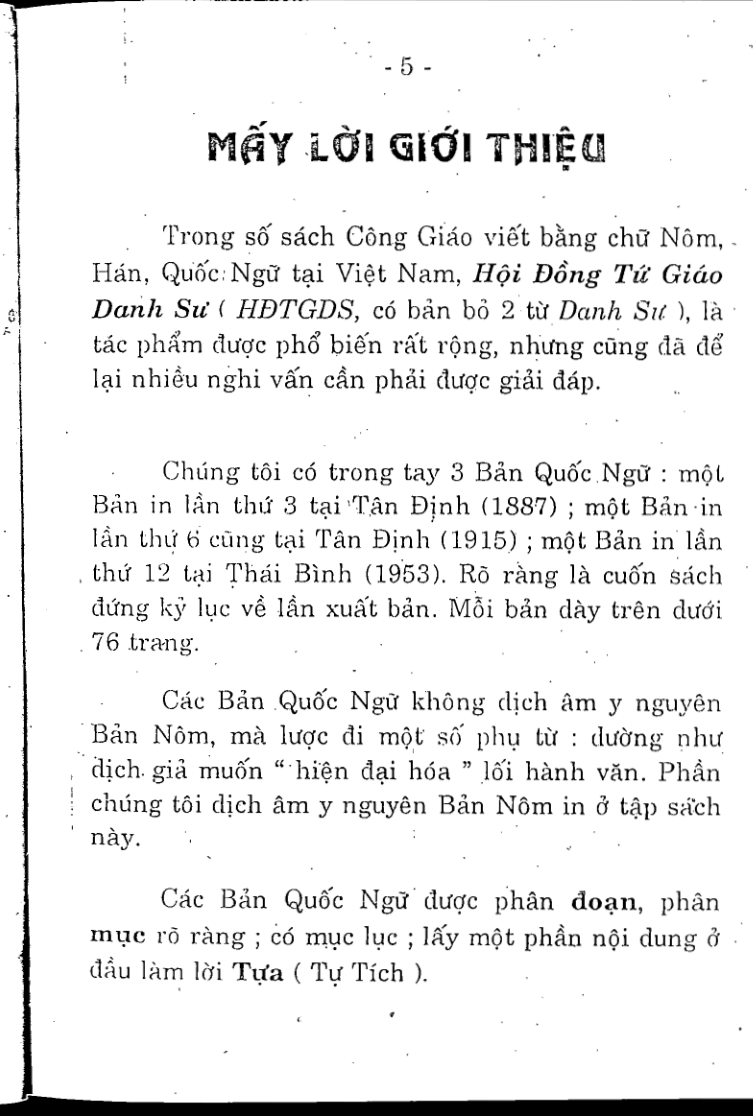 - 5 -
MẤY LỜI GIỚI THIỆU
Trong số sách Công Giáo viết bằng chữ Nôm,
Hán, Quốc Ngữ tại Việt Nam, Hội Đồng Tứ Giáo
Danh Sư ( HĐTGDS, có bản bỏ 2 từ Danh Sư ), là
tác phẩm được phổ biến rất rộng, nhưng cũng đã để
lại nhiều nghi vấn cần phải được giải đáp.
Chúng tôi có trong tay 3 Bản Quốc Ngữ : một
Bản in lần thứ 3 tại Tân Định (1887) ; một Bản in
lần thứ 6 cũng tại Tân Định (1915) ; một Bản in lần
thứ 12 tại Thái Bình (1953). Rõ ràng là cuốn sách
đứng kỷ lục về lần xuất bản. Mỗi bản dày trên dưới
76 trang.
Các Bản Quốc Ngữ không dịch âm y nguyên
Bản Nôm, mà lược đi một số phụ từ : dường như
dịch giả muốn “ hiện đại hóa ” lối hành văn. Phần
chúng tôi dịch âm y nguyên Bản Nôm in ở tập sách
này.
Các Bản Quốc Ngữ được phân đoạn, phân
mục rõ ràng ; có mục lục ; lấy một phần nội dung ở
đầu làm lời Tựa ( Tự Tích ).